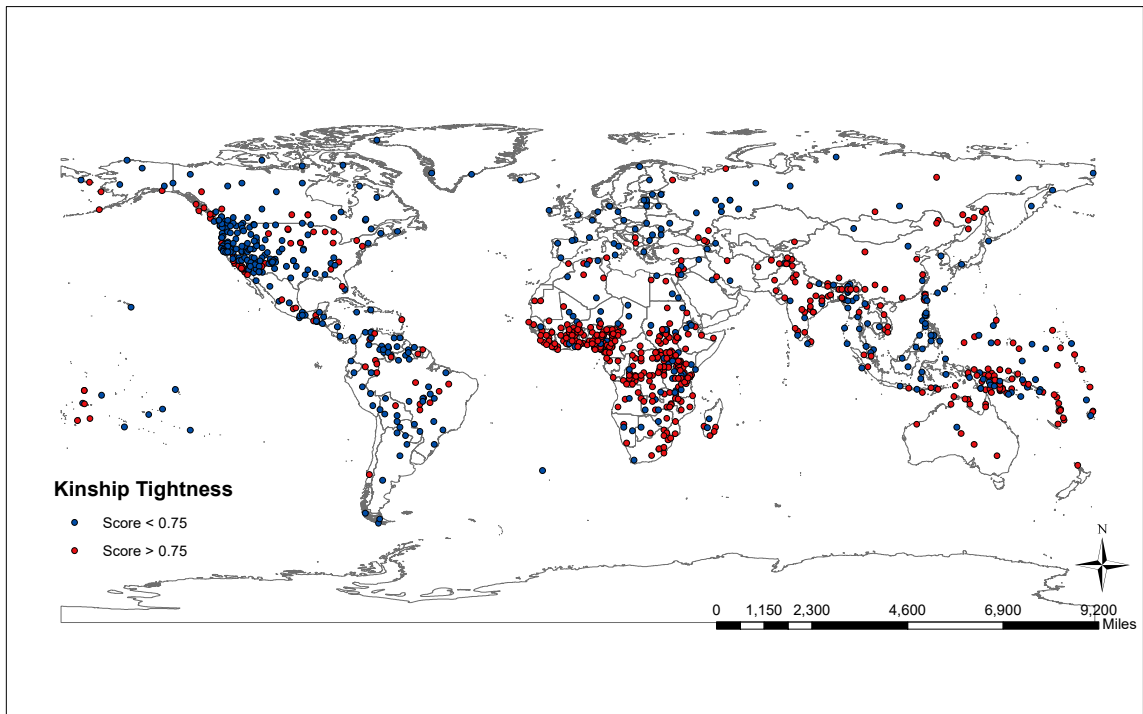 Kinship Tightness
Score < 0.75
Score > 0.75
N
0 1,150 2,300 4,600 6,900 9,200
Miles